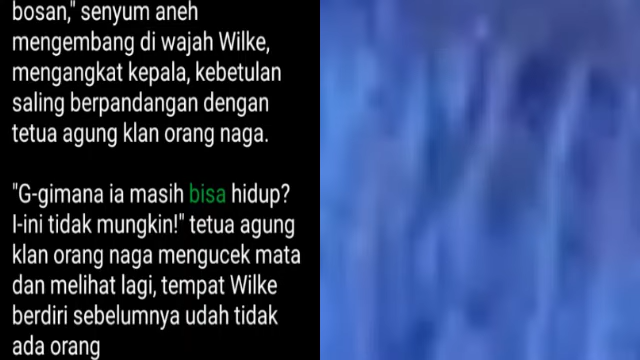 bosan," senyum aneh
mengembang di wajah Wilke,
mengangkat kepala, kebetulan
saling berpandangan dengan
tetua agung klan orang naga.
"G-gimana ia masih bisa hidup?
I-ini tidak mungkin!" tetua agung
klan orang naga mengucek mata
dan melihat lagi, tempat Wilke
berdiri sebelumnya udah tidak
ada orang